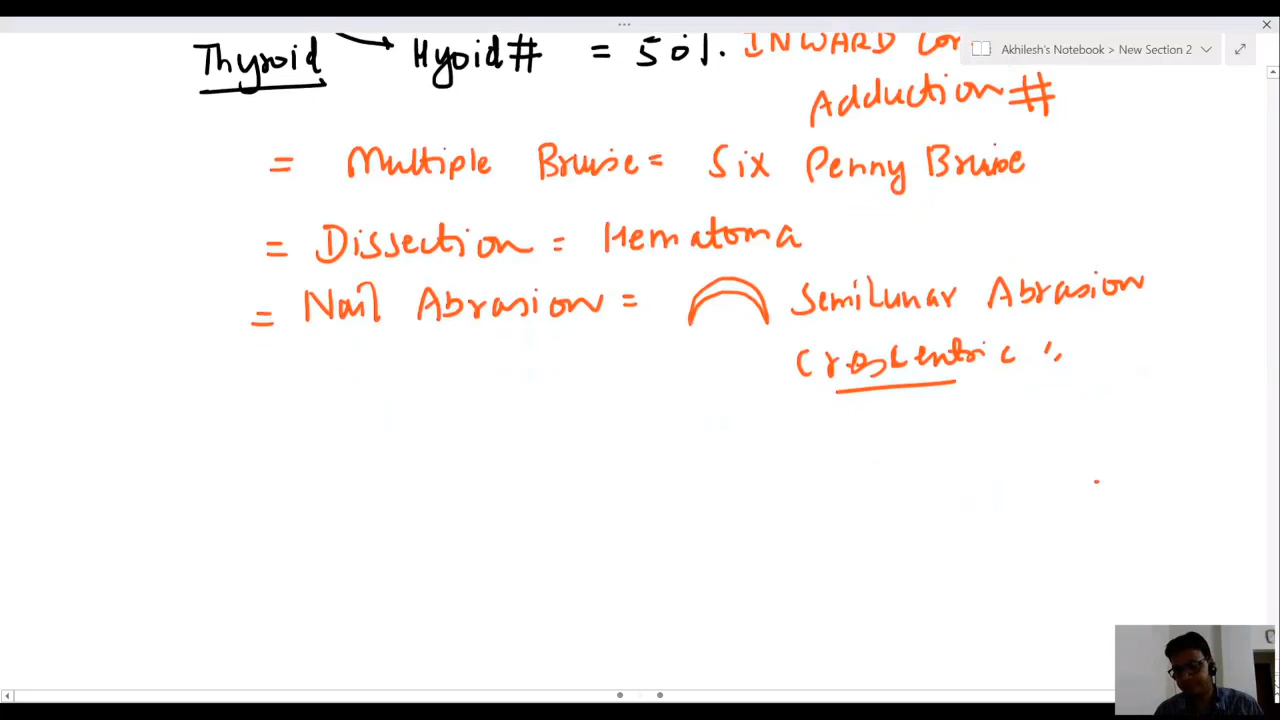 Akhilesh's Notebook > New Section 2
Thyroid Hyoid# = 50%. INWARD
Adduction #
= Multiple Bruise = Six Penny Bruise
= Dissection = Hematoma
= Nail Abrasion = SemiLunar Abrasion
Crescentric "